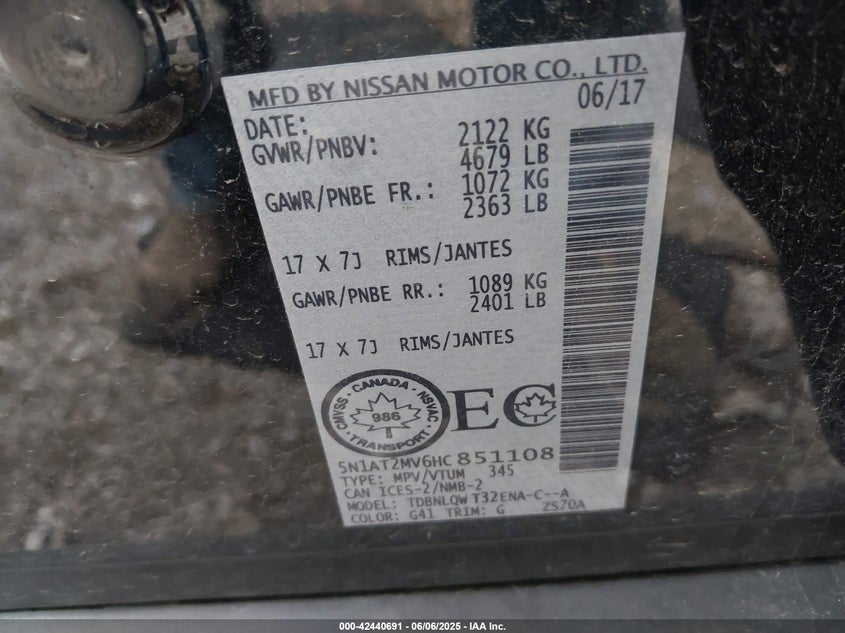 MFD BY NISSAN MOTOR CO., LTD.
DATE: 06/17
GVWR/PNBV: 2122 KG
4679 LB
GAWR/PNBE FR.: 1072 KG
2363 LB
17 X 7J RIMS/JANTES
GAWR/PNBE RR.: 1089 KG
2401 LB
17 X 7J RIMS/JANTES
CANADA · NSVAC · TRANSPORT · CMVSS ·
986
EC
5N1AT2MV6HC 851108
TYPE: MPV/VTUM 345
CAN ICES-2/NMB-2
MODEL: TDBNLQW T32ENA-C--A
COLOR: G41 TRIM: G 2S70A
000-42440691 - 06/06/2025 - IAA Inc.